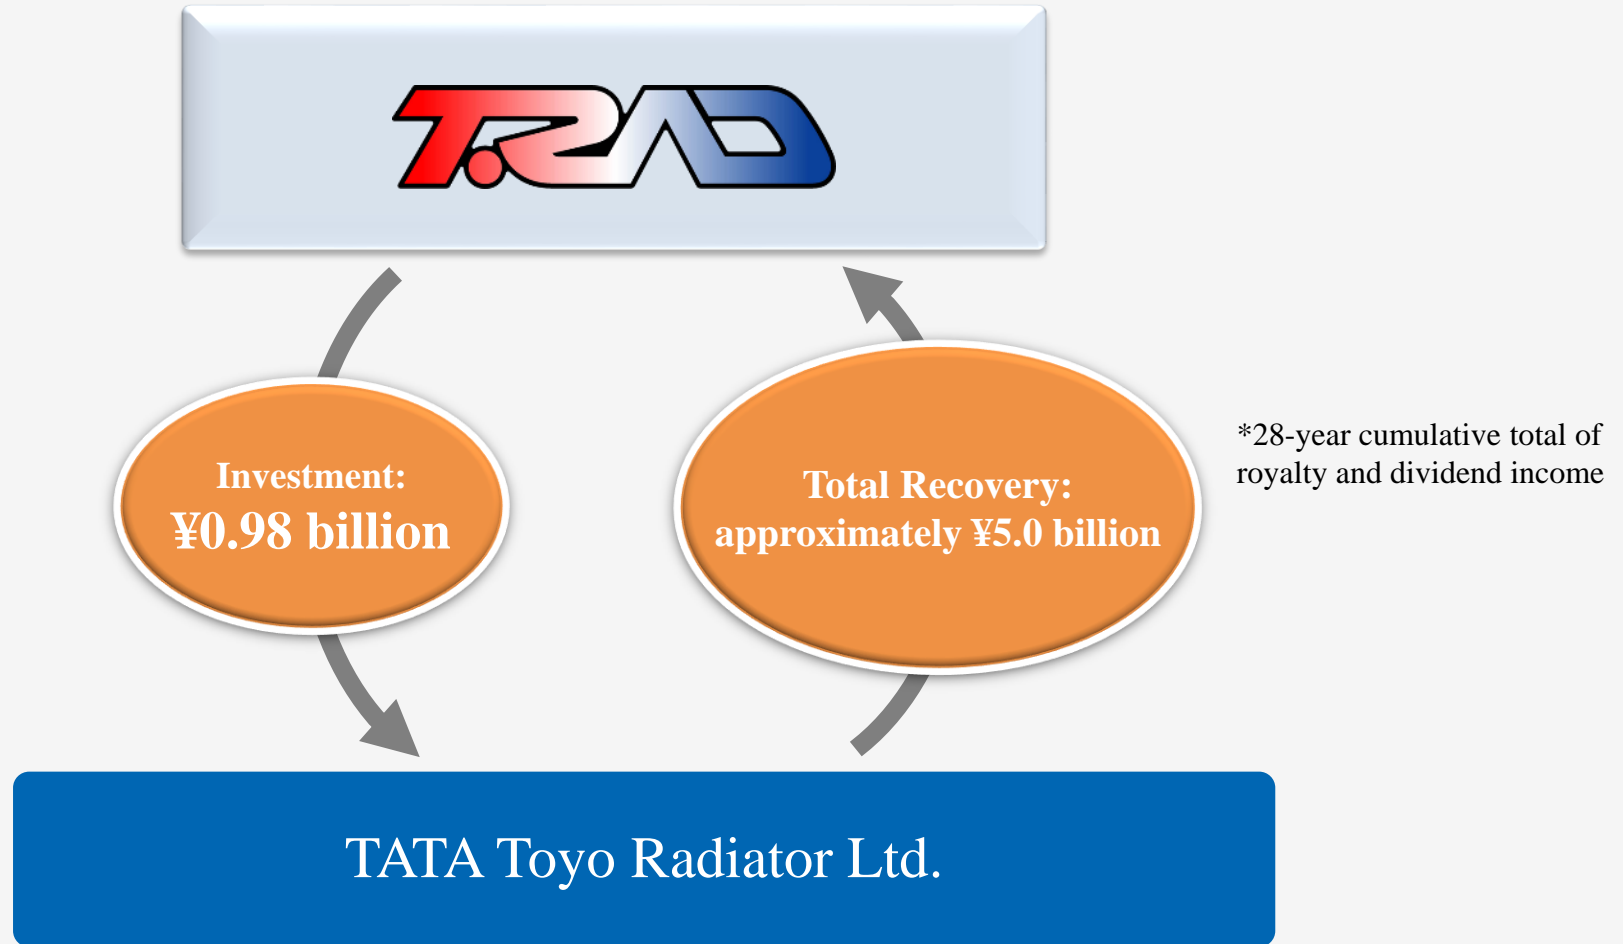 T.RAD
Investment:
¥0.98 billion
Total Recovery:
approximately ¥5.0 billion
*28-year cumulative total of
royalty and dividend income
TATA Toyo Radiator Ltd.